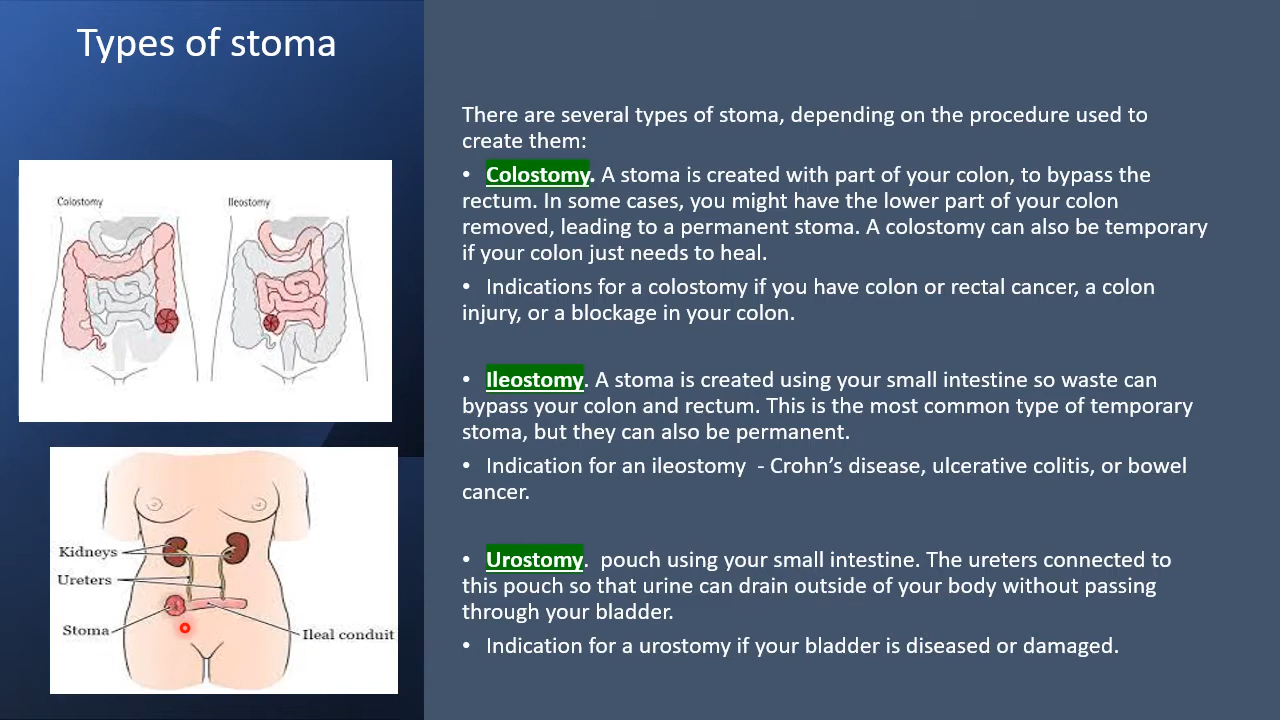 Types of stoma
Colostomy
Ileostomy
Kidneys
Ureters
Stoma
Ileal conduit
There are several types of stoma, depending on the procedure used to
create them:
• Colostomy. A stoma is created with part of your colon, to bypass the
rectum. In some cases, you might have the lower part of your colon
removed, leading to a permanent stoma. A colostomy can also be temporary
if your colon just needs to heal.
• Indications for a colostomy if you have colon or rectal cancer, a colon
injury, or a blockage in your colon.
• Ileostomy. A stoma is created using your small intestine so waste can
bypass your colon and rectum. This is the most common type of temporary
stoma, but they can also be permanent.
• Indication for an ileostomy  - Crohn’s disease, ulcerative colitis, or bowel
cancer.
• Urostomy.  pouch using your small intestine. The ureters connected to
this pouch so that urine can drain outside of your body without passing
through your bladder.
• Indication for a urostomy if your bladder is diseased or damaged.